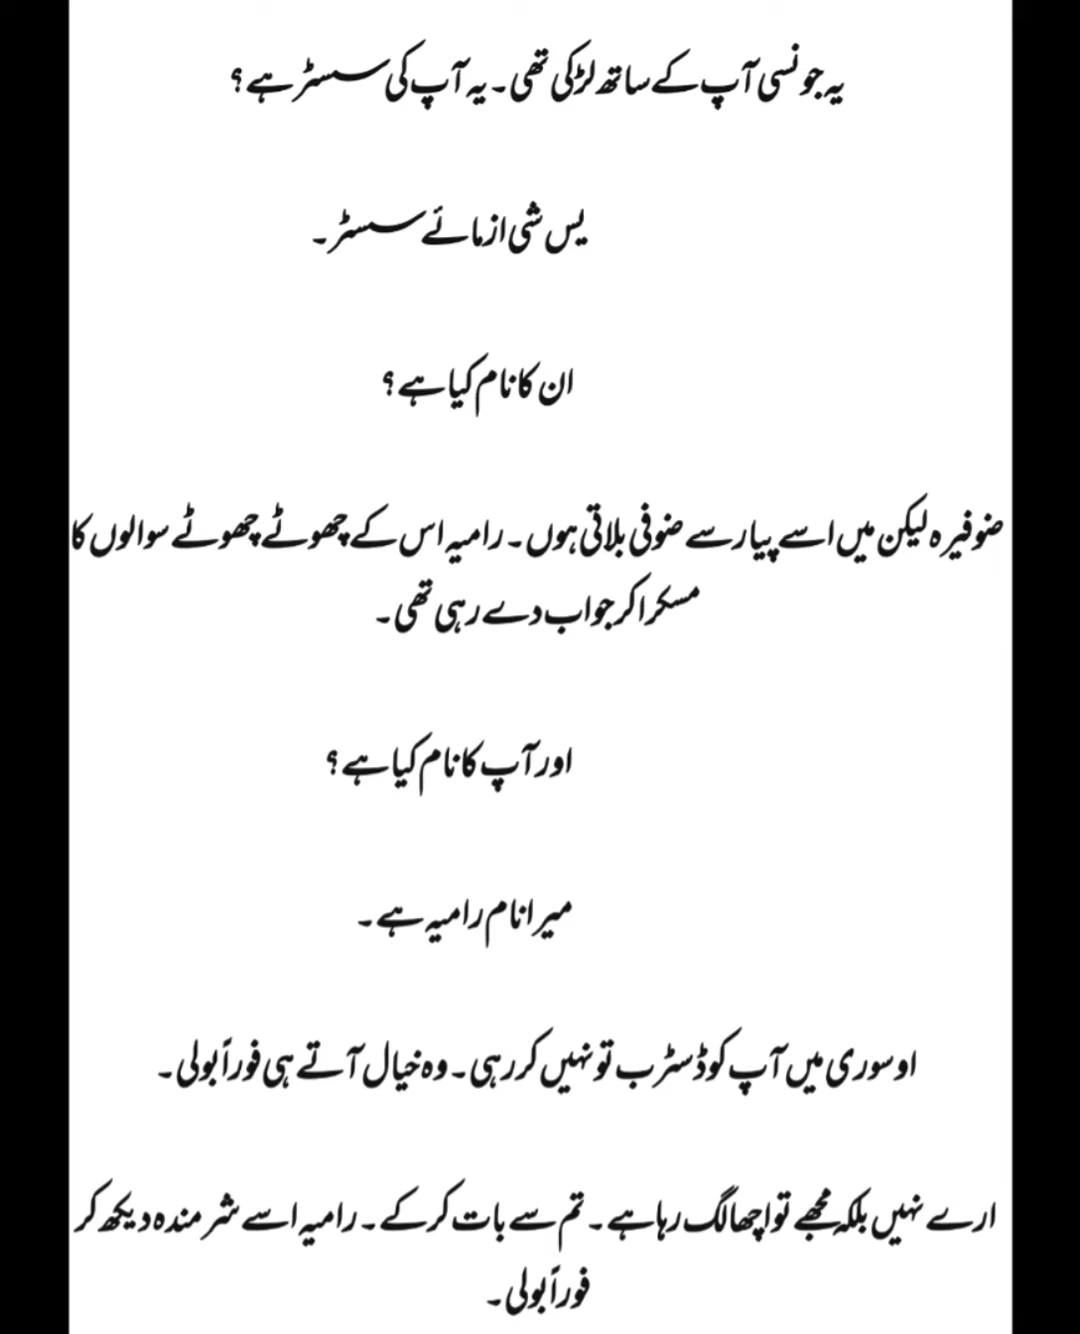 یہ جو نسی آپ کے ساتھ لڑکی تھی۔ یہ آپ کی سسٹر ہے؟
یس شی از مائے سسٹر۔
ان کا نام کیا ہے؟
ضوفیرہ لیکن میں اسے پیار سے ضوفی بلاتی ہوں۔ رامیہ اس کے چھوٹے چھوٹے سوالوں کا
مسکرا کر جواب دے رہی تھی۔
اور آپ کا نام کیا ہے؟
میرا نام رامیہ ہے۔
او سوری میں آپ کو ڈسٹرب تو نہیں کر رہی۔ وہ خیال آتے ہی فوراً بولی۔
ارے نہیں بلکہ مجھے تو اچھا لگ رہا ہے۔ تم سے بات کر کے۔ رامیہ اسے شرمندہ دیکھ کر
فوراً بولی۔